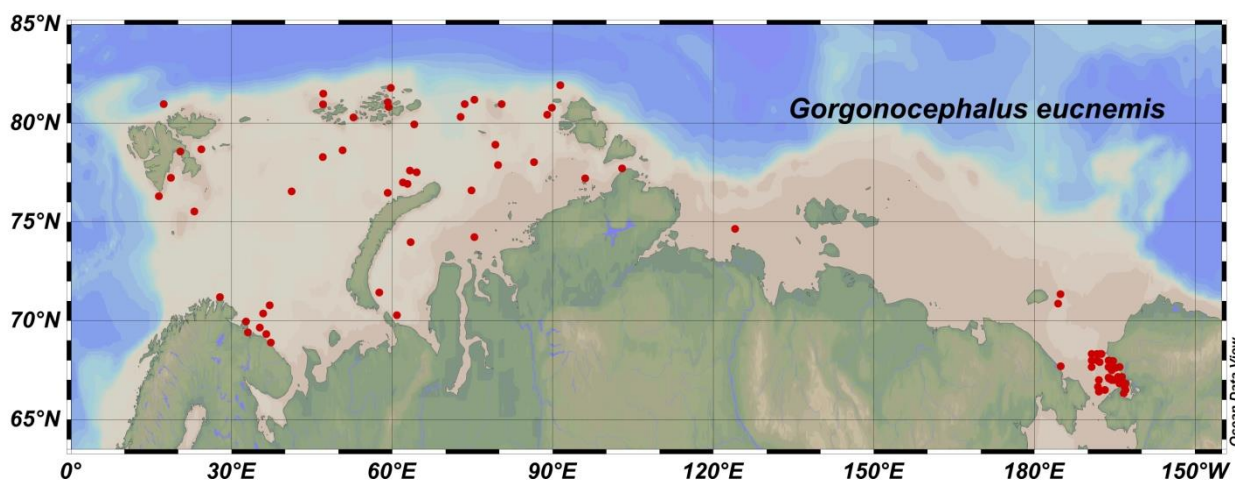 85°N
Gorgonocephalus eucnemis
80°N
75°N
70°N
65°N
0° 30°E 60°E 90°E 120°E 150°E 180°E 150°W
Ocean Data View